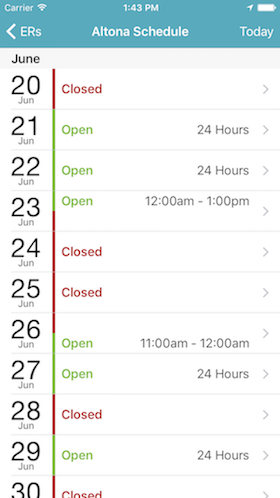 Carrier 1:43 PM
ERs Altona Schedule Today
June
20 Jun Closed
21 Jun Open 24 Hours
22 Jun Open 24 Hours
23 Jun Open 12:00am - 1:00pm
24 Jun Closed
25 Jun Closed
26 Jun Open 11:00am - 12:00am
27 Jun Open 24 Hours
28 Jun Closed
29 Jun Open 24 Hours
30 Closed